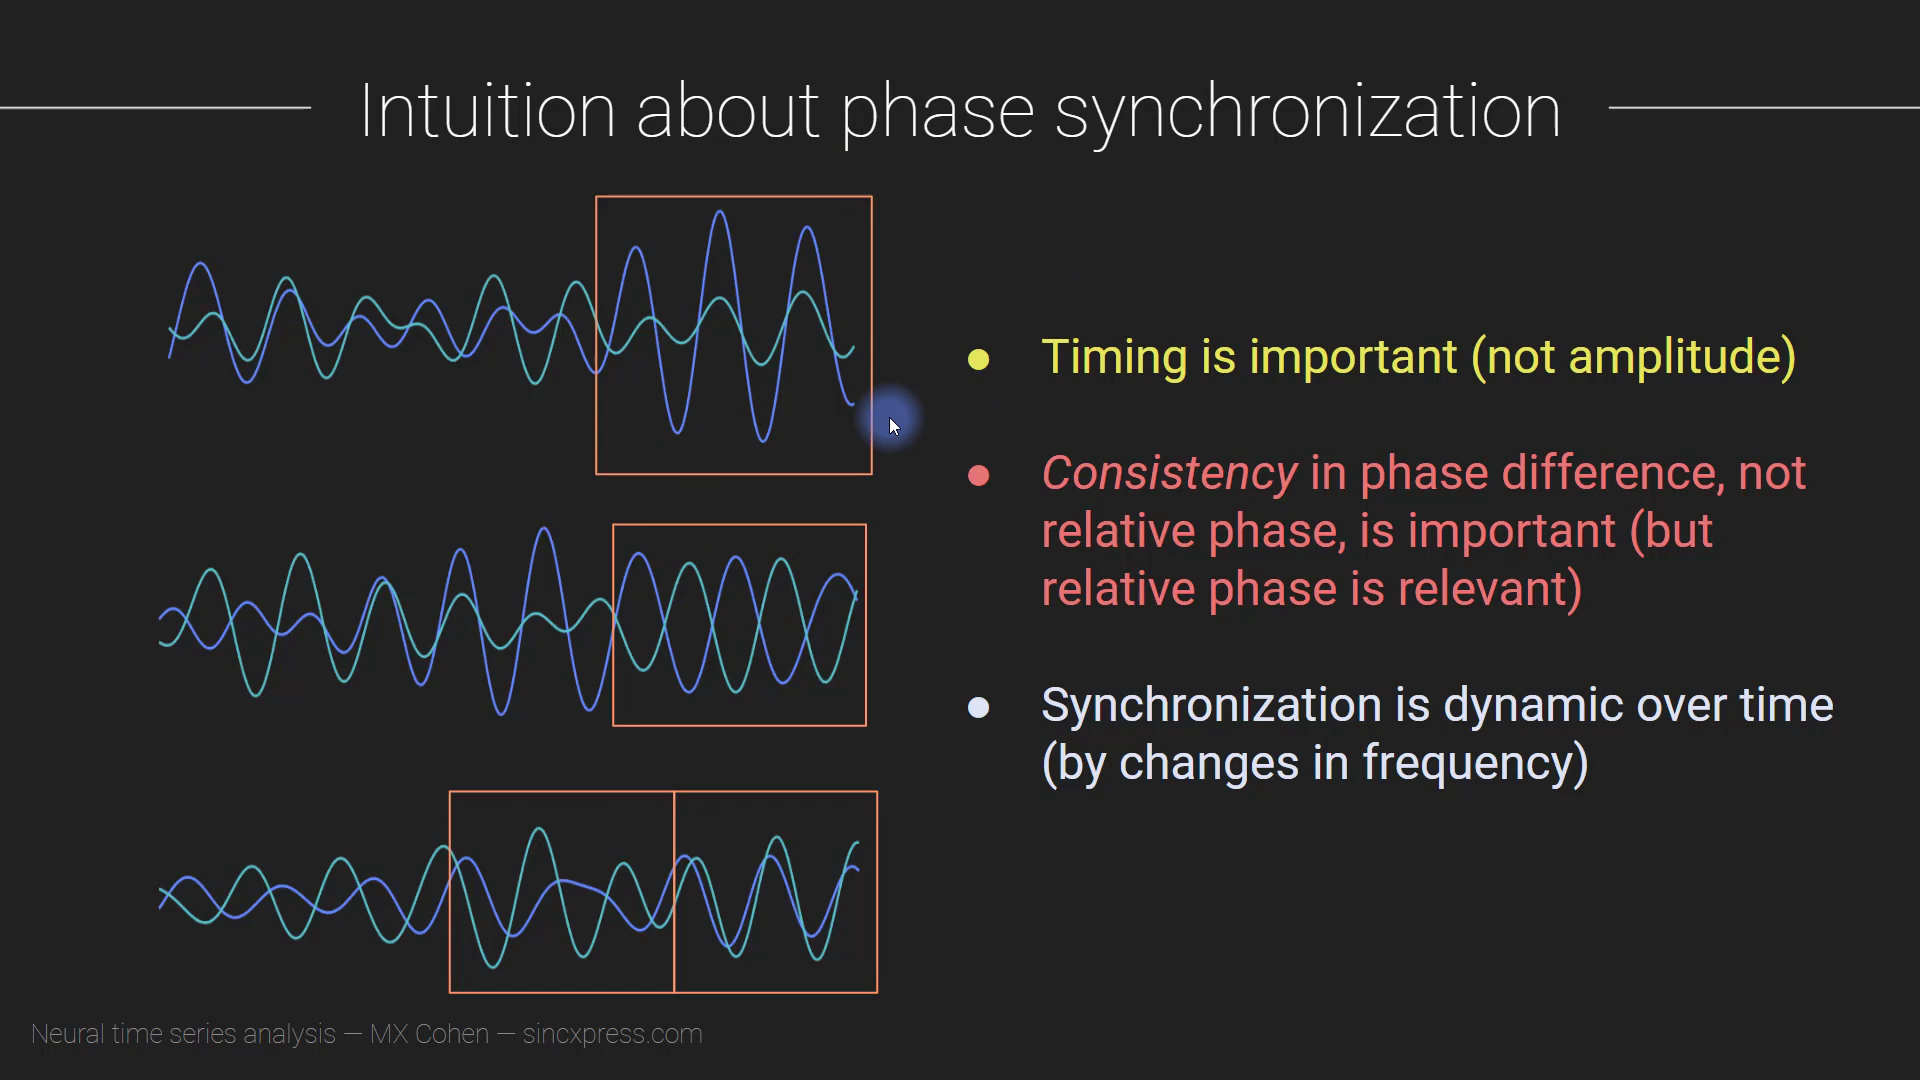 Intuition about phase synchronization
● Timing is important (not amplitude)
● Consistency in phase difference, not
relative phase, is important (but
relative phase is relevant)
● Synchronization is dynamic over time
(by changes in frequency)
Neural time series analysis — MX Cohen — sincxpress.com